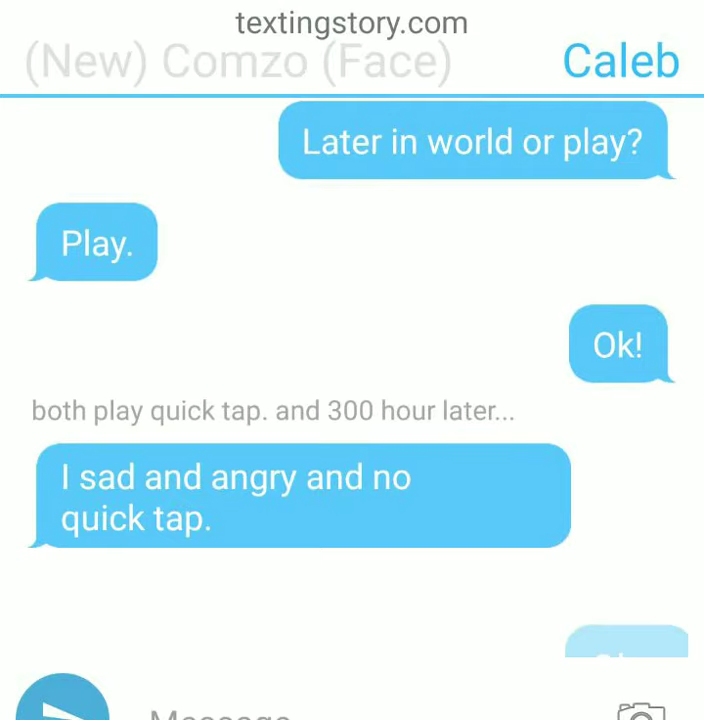 textingstory.com
(New) Comzo (Face) Caleb
Later in world or play?
Play.
Ok!
both play quick tap. and 300 hour later...
I sad and angry and no
quick tap.
Message